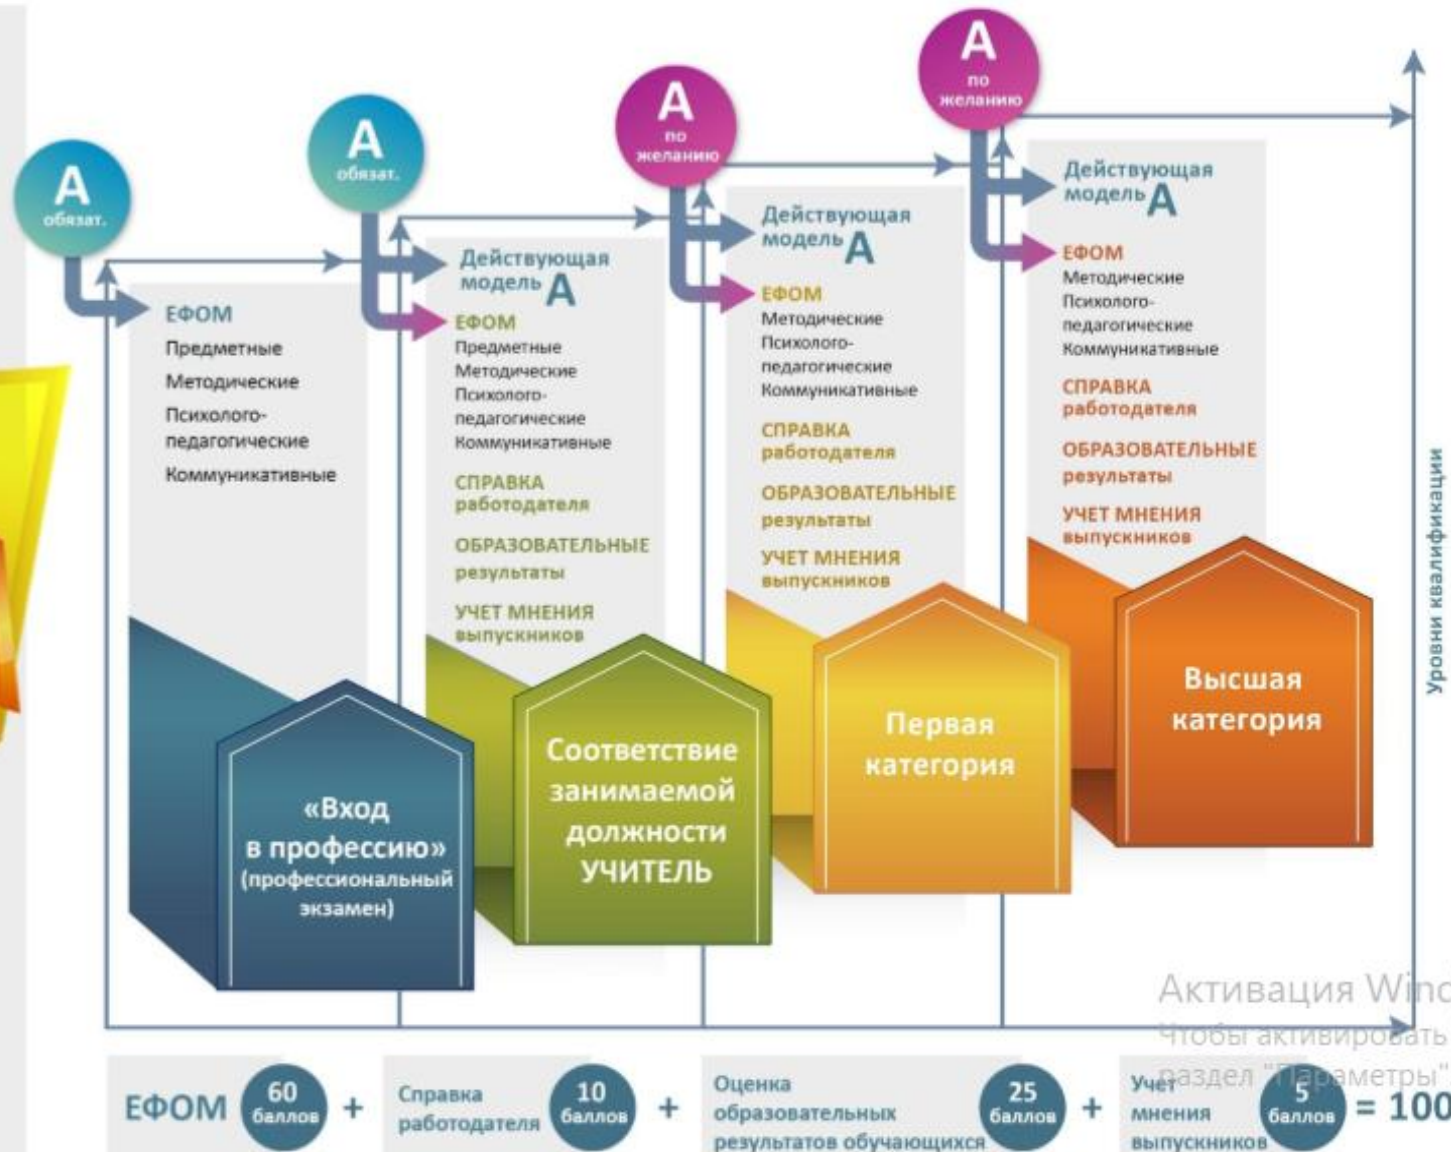 А
обязат.
ЕФОМ
Предметные
Методические
Психолого-
педагогические
Коммуникативные
«Вход
в профессию»
(профессиональный
экзамен)
А
обязат.
Действующая
модель А
ЕФОМ
Предметные
Методические
Психолого-
педагогические
Коммуникативные
СПРАВКА
работодателя
ОБРАЗОВАТЕЛЬНЫЕ
результаты
УЧЕТ МНЕНИЯ
выпускников
Соответствие
занимаемой
должности
УЧИТЕЛЬ
А
по
желанию
Действующая
модель А
ЕФОМ
Методические
Психолого-
педагогические
Коммуникативные
СПРАВКА
работодателя
ОБРАЗОВАТЕЛЬНЫЕ
результаты
УЧЕТ МНЕНИЯ
выпускников
Первая
категория
А
по
желанию
Действующая
модель А
ЕФОМ
Методические
Психолого-
педагогические
Коммуникативные
СПРАВКА
работодателя
ОБРАЗОВАТЕЛЬНЫЕ
результаты
УЧЕТ МНЕНИЯ
выпускников
Высшая
категория
Уровни квалификации
Активация Winc
Чтобы активировать
раздел "Параметры"
ЕФОМ
60
баллов
+
Справка
работодателя
10
баллов
+
Оценка
образовательных
результатов обучающихся
25
баллов
+
Учет
мнения
выпускников
5
баллов
= 100